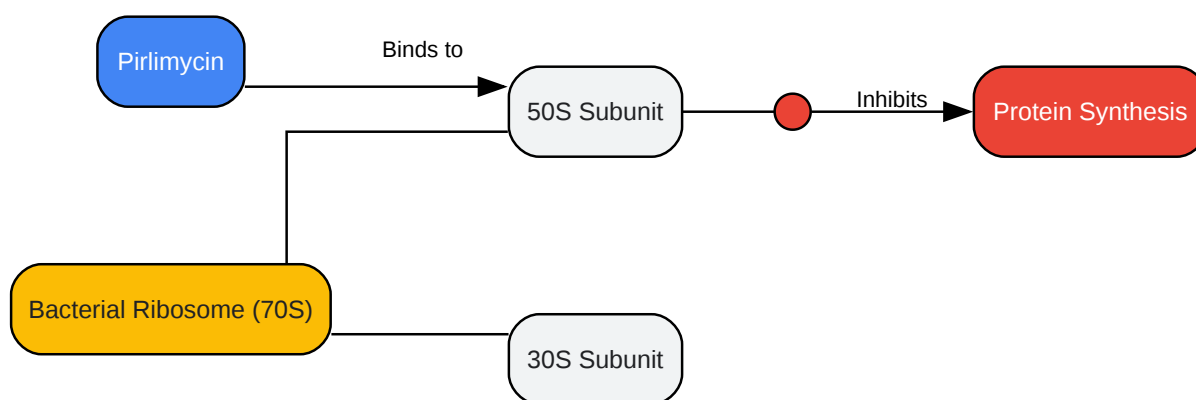 Pirlimycin
Binds to
50S Subunit
Inhibits
Protein Synthesis
Bacterial Ribosome (70S)
30S Subunit